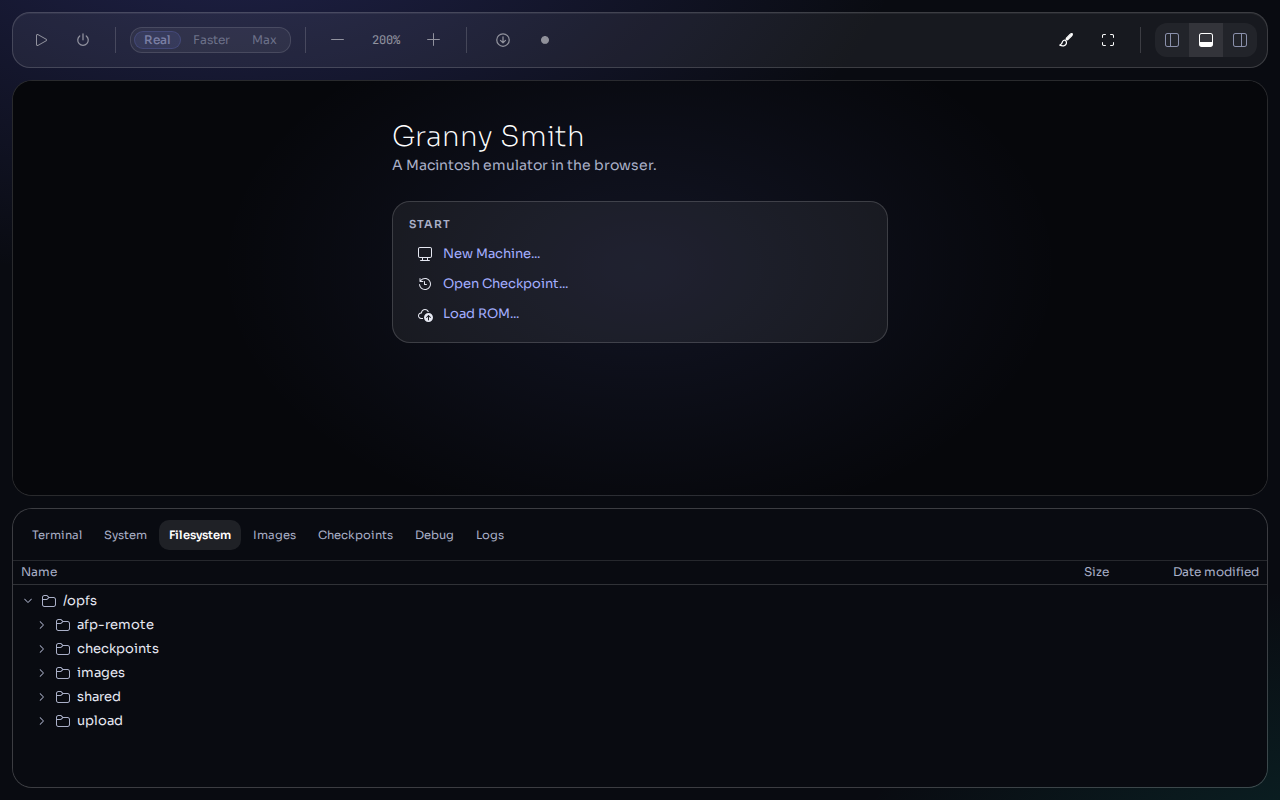 Real Faster Max 200%
Granny Smith
A Macintosh emulator in the browser.
START
New Machine...
Open Checkpoint...
Load ROM...
Terminal System Filesystem Images Checkpoints Debug Logs
Name Size Date modified
/opfs
afp-remote
checkpoints
images
shared
upload